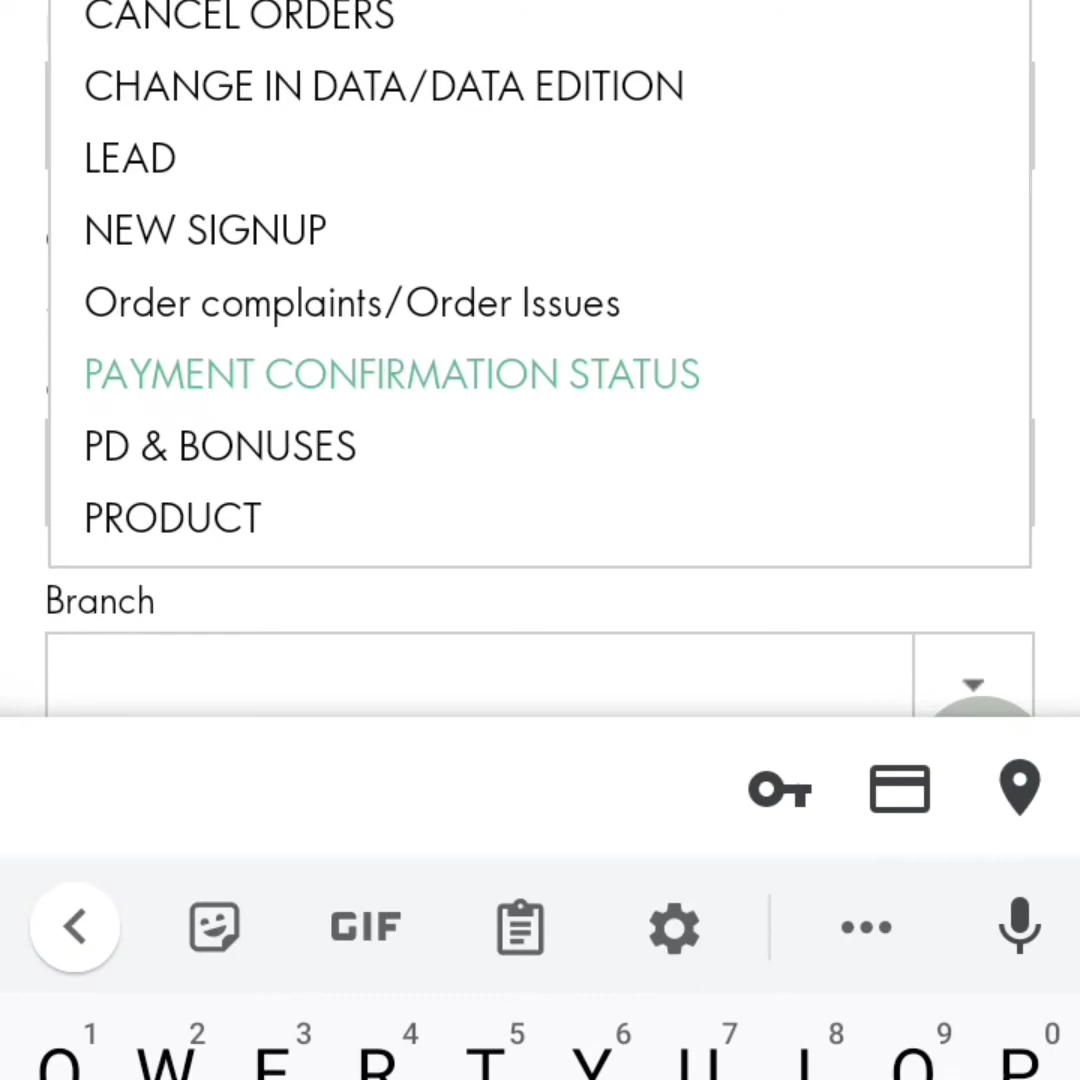 CANCEL ORDERS
CHANGE IN DATA/DATA EDITION
LEAD
NEW SIGNUP
Order complaints/Order Issues
PAYMENT CONFIRMATION STATUS
PD & BONUSES
PRODUCT
Branch
GIF
1 2 3 4 5 6 7 8 9 0
Q W E R T Y U I O P